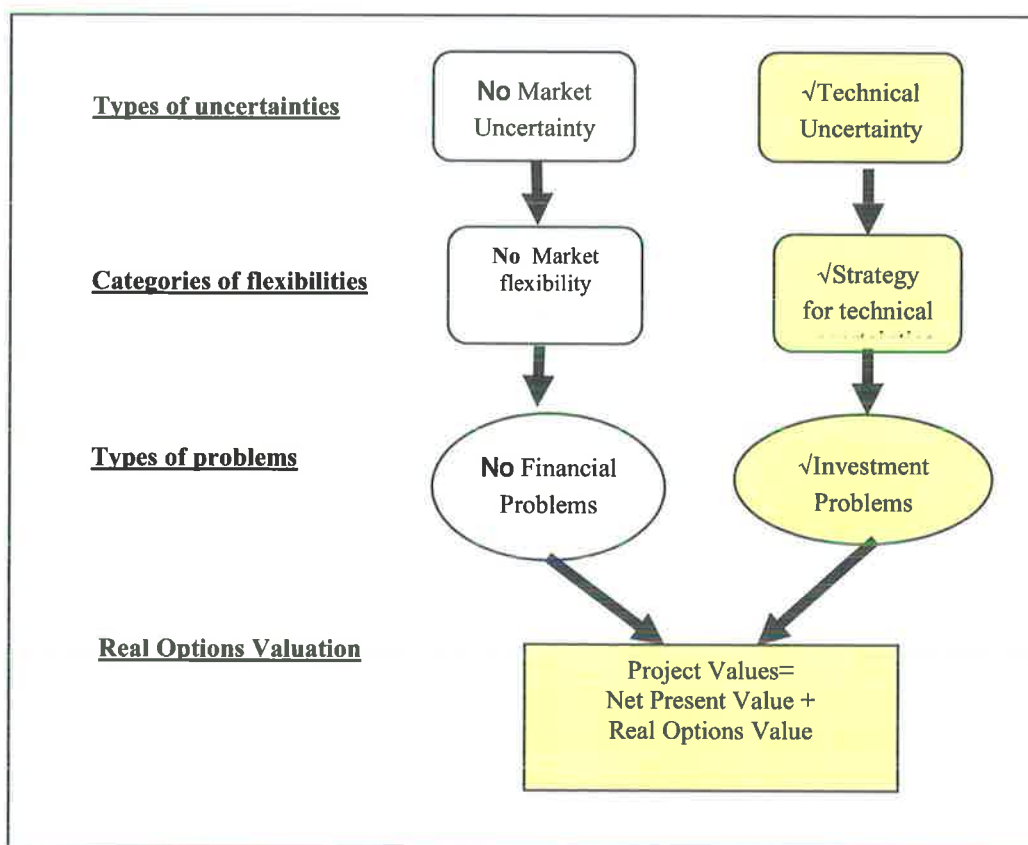 Types of uncertainties
No Market
Uncertainty
√Technical
Uncertainty
Categories of flexibilities
No Market
flexibility
√Strategy
for technical
Types of problems
No Financial
Problems
√Investment
Problems
Real Options Valuation
Project Values=
Net Present Value +
Real Options Value